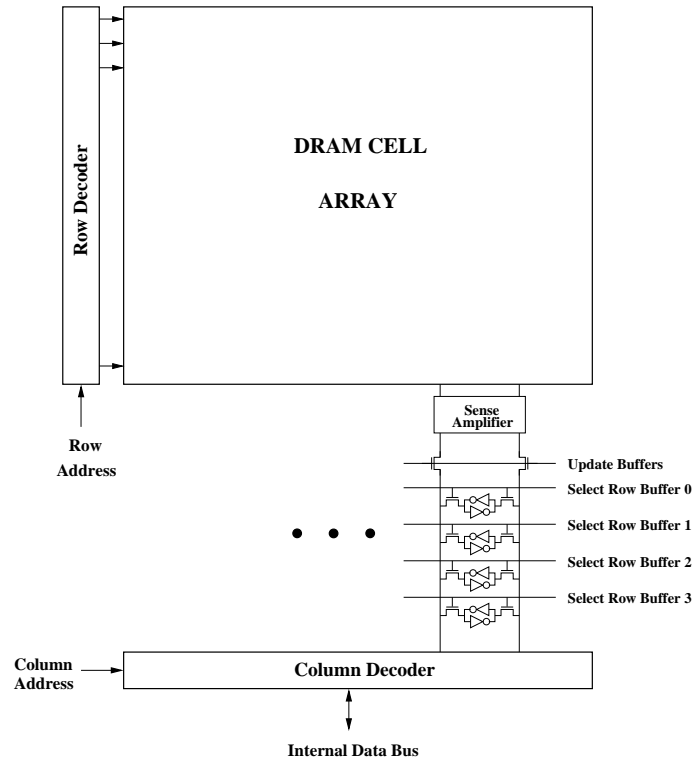 DRAM CELL
ARRAY
Row Decoder
Sense
Amplifier
Row
Address
Update Buffers
Select Row Buffer 0
Select Row Buffer 1
Select Row Buffer 2
Select Row Buffer 3
Column
Address
Column Decoder
Internal Data Bus